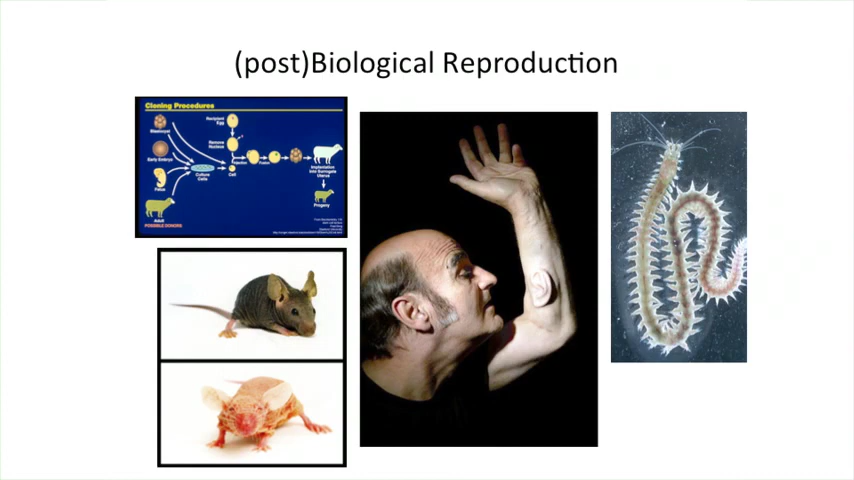 (post)Biological Reproduction
Cloning Procedures
Recipient
Egg
Blastocyst
Remove
Nucleus
Early Embryo
Fetus
Culture
Cells
Cell
Implantation
Into Surrogate
Uterus
Progeny
Adult
POSSIBLE DONORS